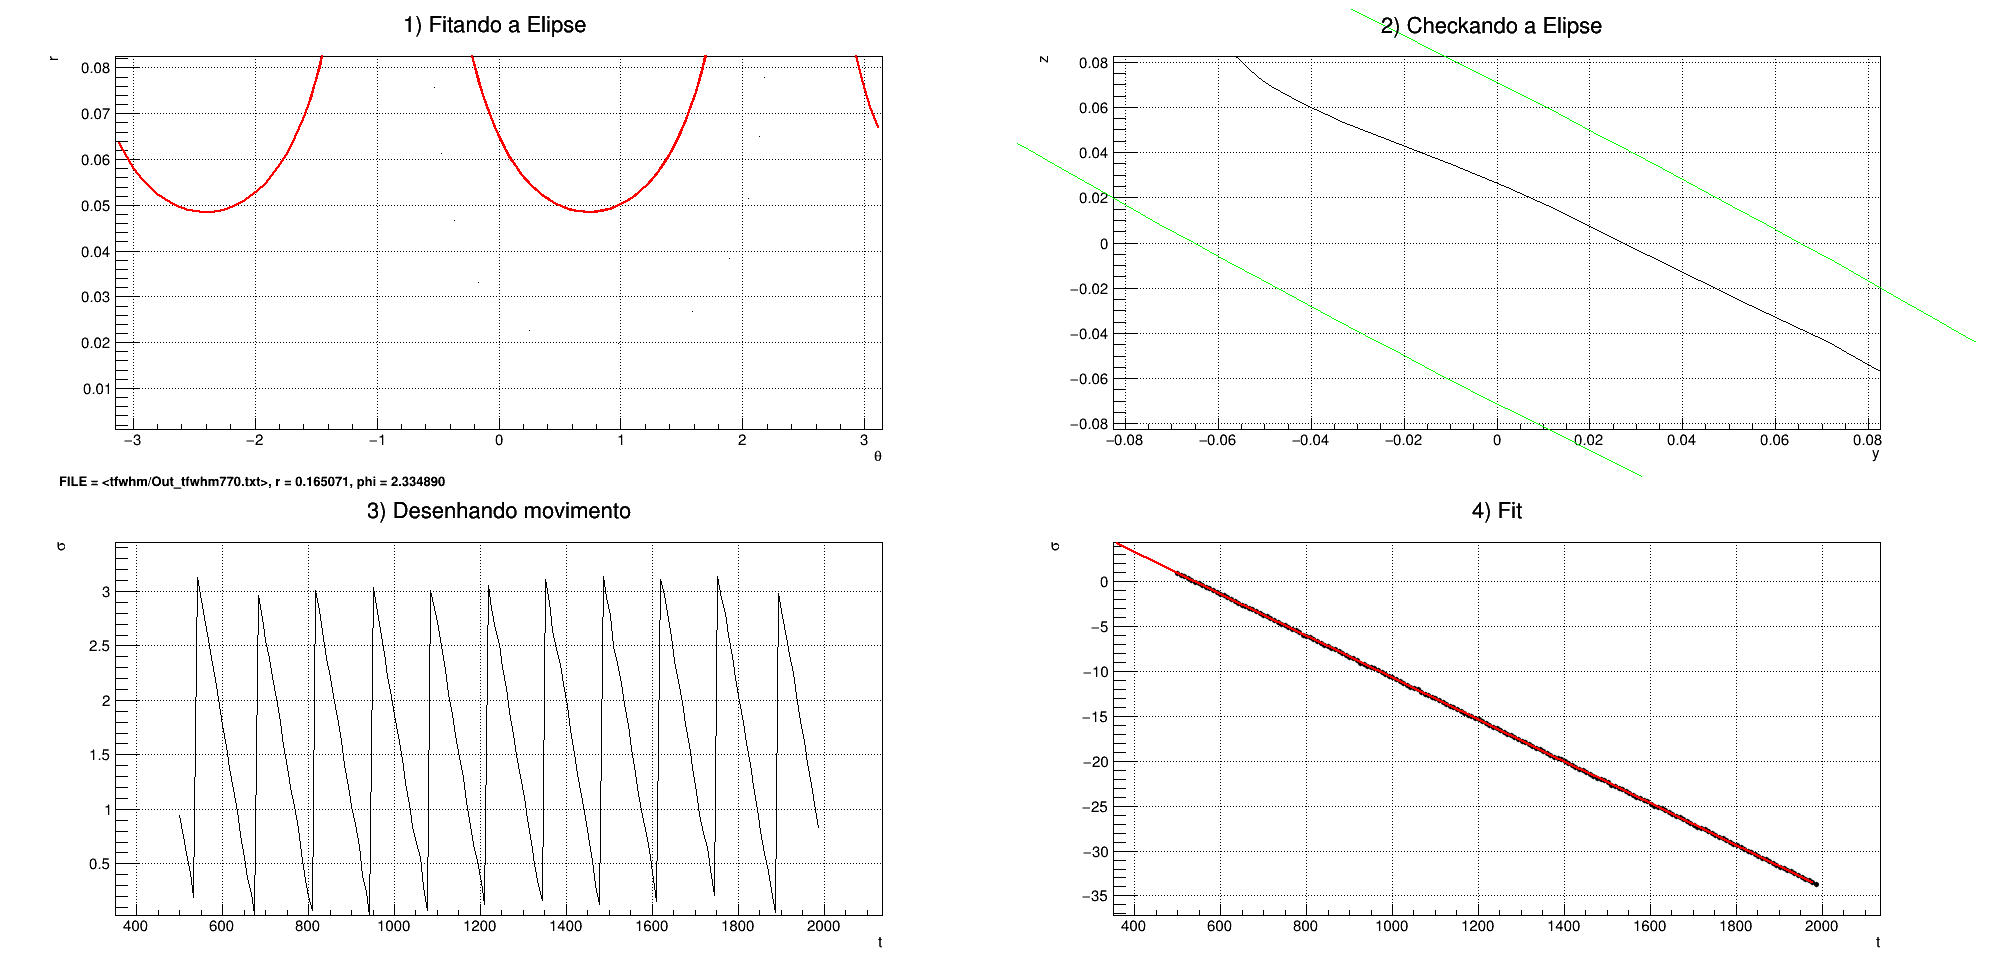 1) Fitando a Elipse
r
0.08
0.07
0.06
0.05
0.04
0.03
0.02
0.01
−3 −2 −1 0 1 2 3
θ
2) Checkando a Elipse
z
0.08
0.06
0.04
0.02
0
−0.02
−0.04
−0.06
−0.08
−0.08 −0.06 −0.04 −0.02 0 0.02 0.04 0.06 0.08
y
FILE = <tfwhm/Out_tfwhm770.txt>, r = 0.165071, phi = 2.334890
3) Desenhando movimento
σ
3
2.5
2
1.5
1
0.5
400 600 800 1000 1200 1400 1600 1800 2000
t
4) Fit
σ
0
−5
−10
−15
−20
−25
−30
−35
400 600 800 1000 1200 1400 1600 1800 2000
t